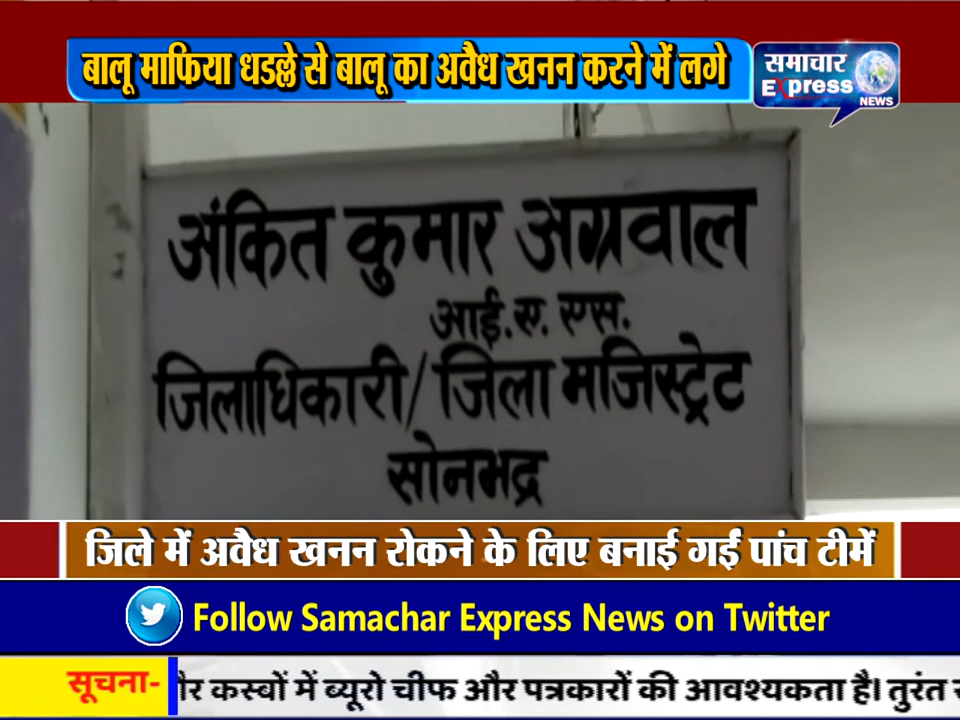 बालू माफिया धडल्ले से बालू का अवैध खनन करने में लगे
समाचार
Express
NEWS
अंकित कुमार अग्रवाल
आई.ए. एस.
जिलाधिकारी/जिला मजिस्ट्रेट
सोनभद्र
जिले में अवैध खनन रोकने के लिए बनाई गईं पांच टीमें
Follow Samachar Express News on Twitter
सूचना- कस्बों में ब्यूरो चीफ और पत्रकारों की आवश्यकता है। तुरंत